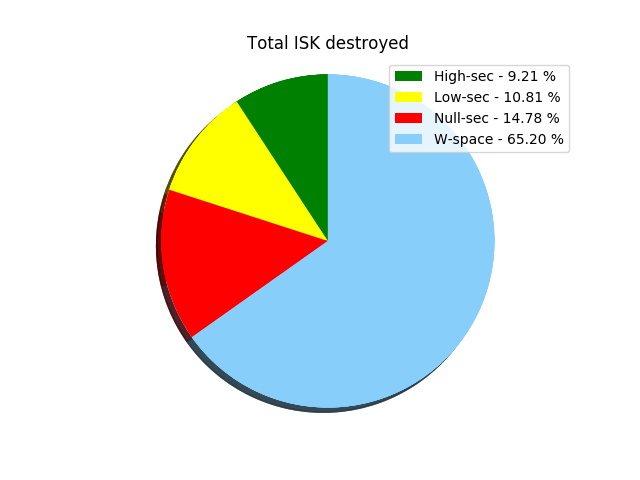 Total ISK destroyed
High-sec - 9.21 %
Low-sec - 10.81 %
Null-sec - 14.78 %
W-space - 65.20 %